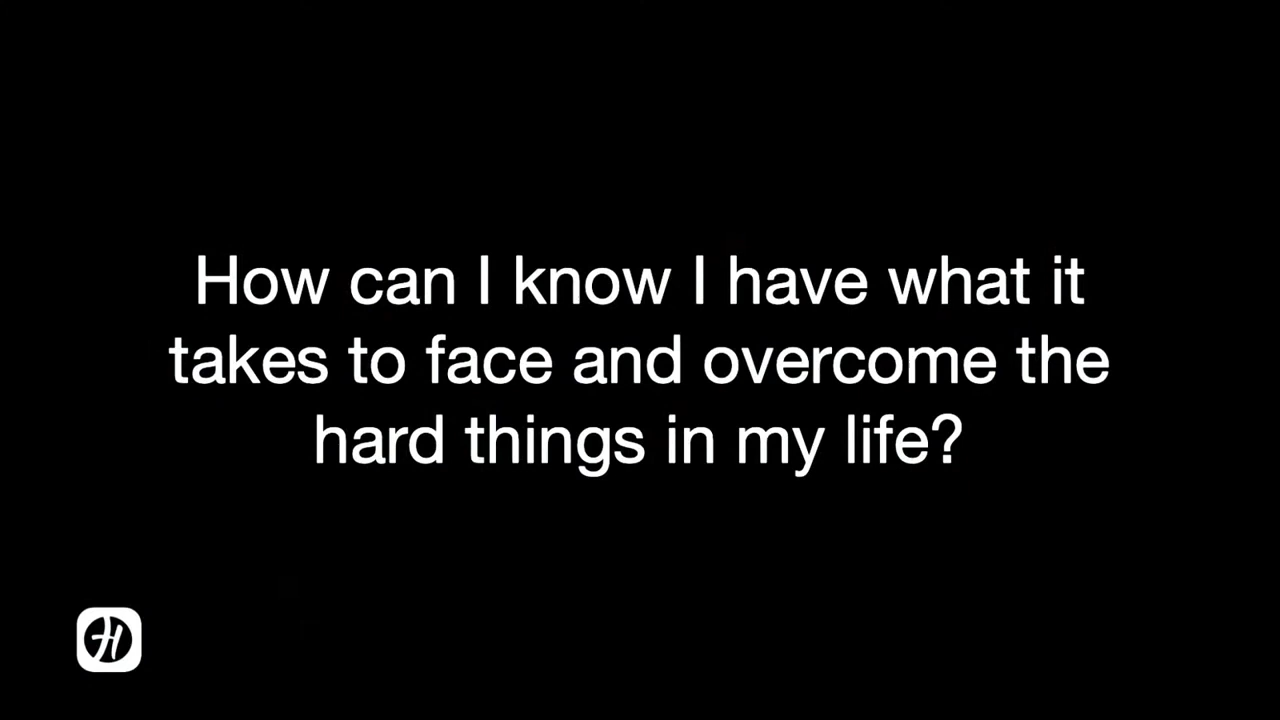 How can I know I have what it
takes to face and overcome the
hard things in my life?
H